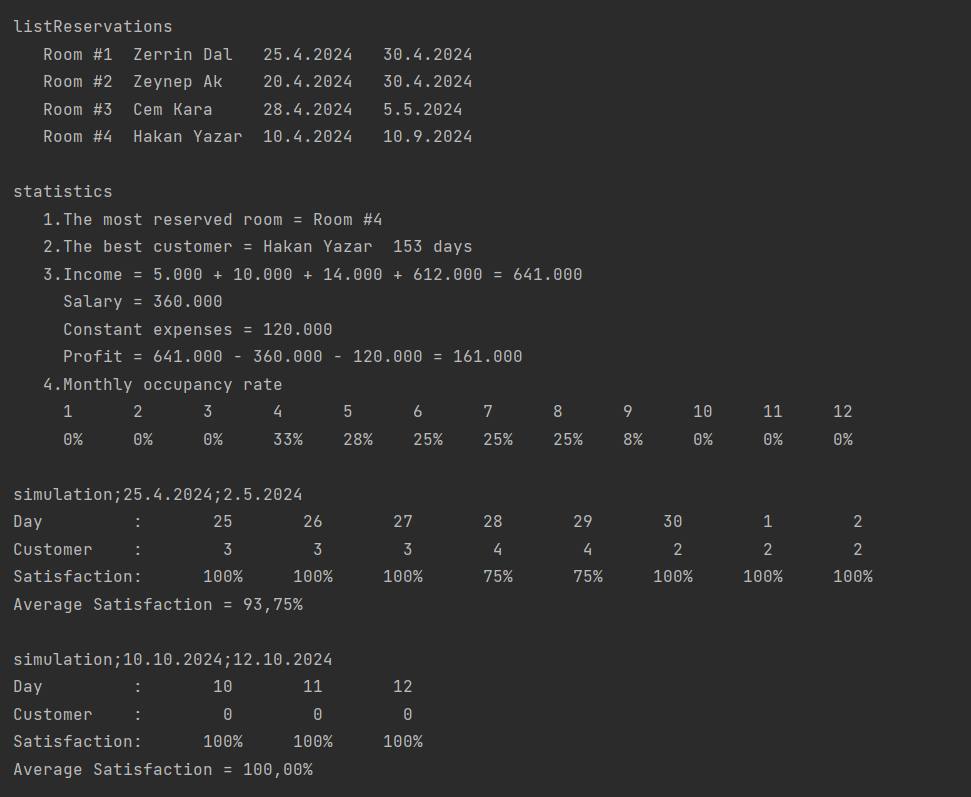 listReservations
Room #1 Zerrin Dal 25.4.2024 30.4.2024
Room #2 Zeynep Ak 20.4.2024 30.4.2024
Room #3 Cem Kara 28.4.2024 5.5.2024
Room #4 Hakan Yazar 10.4.2024 10.9.2024
statistics
1.The most reserved room = Room #4
2.The best customer = Hakan Yazar 153 days
3.Income = 5.000 + 10.000 + 14.000 + 612.000 = 641.000
Salary = 360.000
Constant expenses = 120.000
Profit = 641.000 - 360.000 - 120.000 = 161.000
4.Monthly occupancy rate
1 2 3 4 5 6 7 8 9 10 11 12
0% 0% 0% 33% 28% 25% 25% 25% 8% 0% 0% 0%
simulation;25.4.2024;2.5.2024
Day : 25 26 27 28 29 30 1 2
Customer : 3 3 3 4 4 2 2 2
Satisfaction: 100% 100% 100% 75% 75% 100% 100% 100%
Average Satisfaction = 93,75%
simulation;10.10.2024;12.10.2024
Day : 10 11 12
Customer : 0 0 0
Satisfaction: 100% 100% 100%
Average Satisfaction = 100,00%